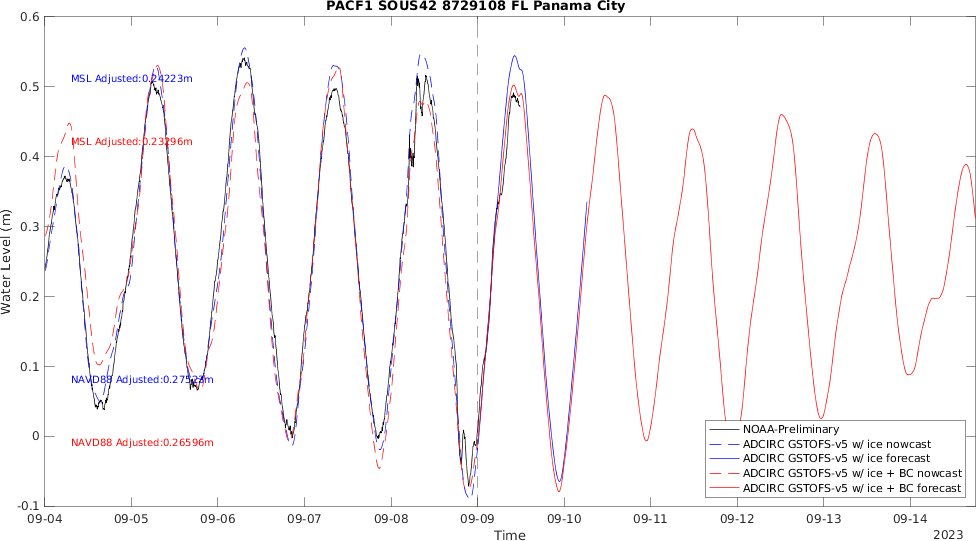 PACF1 SOUS42 8729108 FL Panama City
0.6
0.5
0.4
0.3
0.2
0.1
0
-0.1
Water Level (m)
MSL Adjusted:0.24223m
MSL Adjusted:0.23296m
NAVD88 Adjusted:0.27523m
NAVD88 Adjusted:0.26596m
NOAA-Preliminary
ADCIRC GSTOFS-v5 w/ ice nowcast
ADCIRC GSTOFS-v5 w/ ice forecast
ADCIRC GSTOFS-v5 w/ ice + BC nowcast
ADCIRC GSTOFS-v5 w/ ice + BC forecast
09-04 09-05 09-06 09-07 09-08 09-09 09-10 09-11 09-12 09-13 09-14
Time
2023